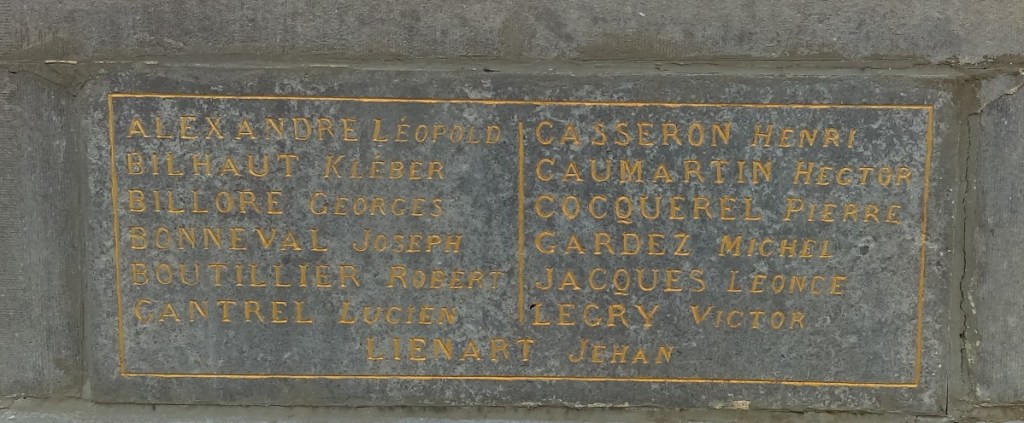 ALEXANDRE LÉOPOLD
BILHAUT KLÉBER
BILLORE GEORGES
BONNEVAL JOSEPH
BOUTILLIER ROBERT
CANTREL LUCIEN
CASSERON HENRI
CAUMARTIN HECTOR
COCQUEREL PIERRE
GARDEZ MICHEL
JACQUES LEONCE
LEGRY VICTOR
LIENART JEHAN